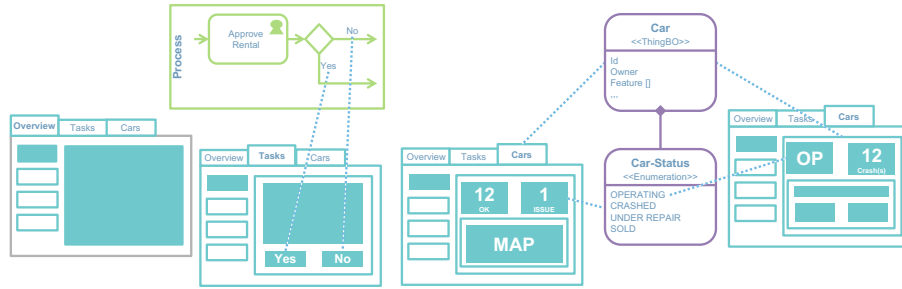 Process
Approve
Rental
No
Yes
Overview
Tasks
Cars
Overview
Tasks
Cars
Yes
No
Overview
Tasks
Cars
12
OK
1
ISSUE
MAP
Car
<<ThingBO>>
Id
Owner
Feature []
...
Car-Status
<<Enumeration>>
OPERATING
CRASHED
UNDER REPAIR
SOLD
Overview
Tasks
Cars
OP
12
Crash(s)